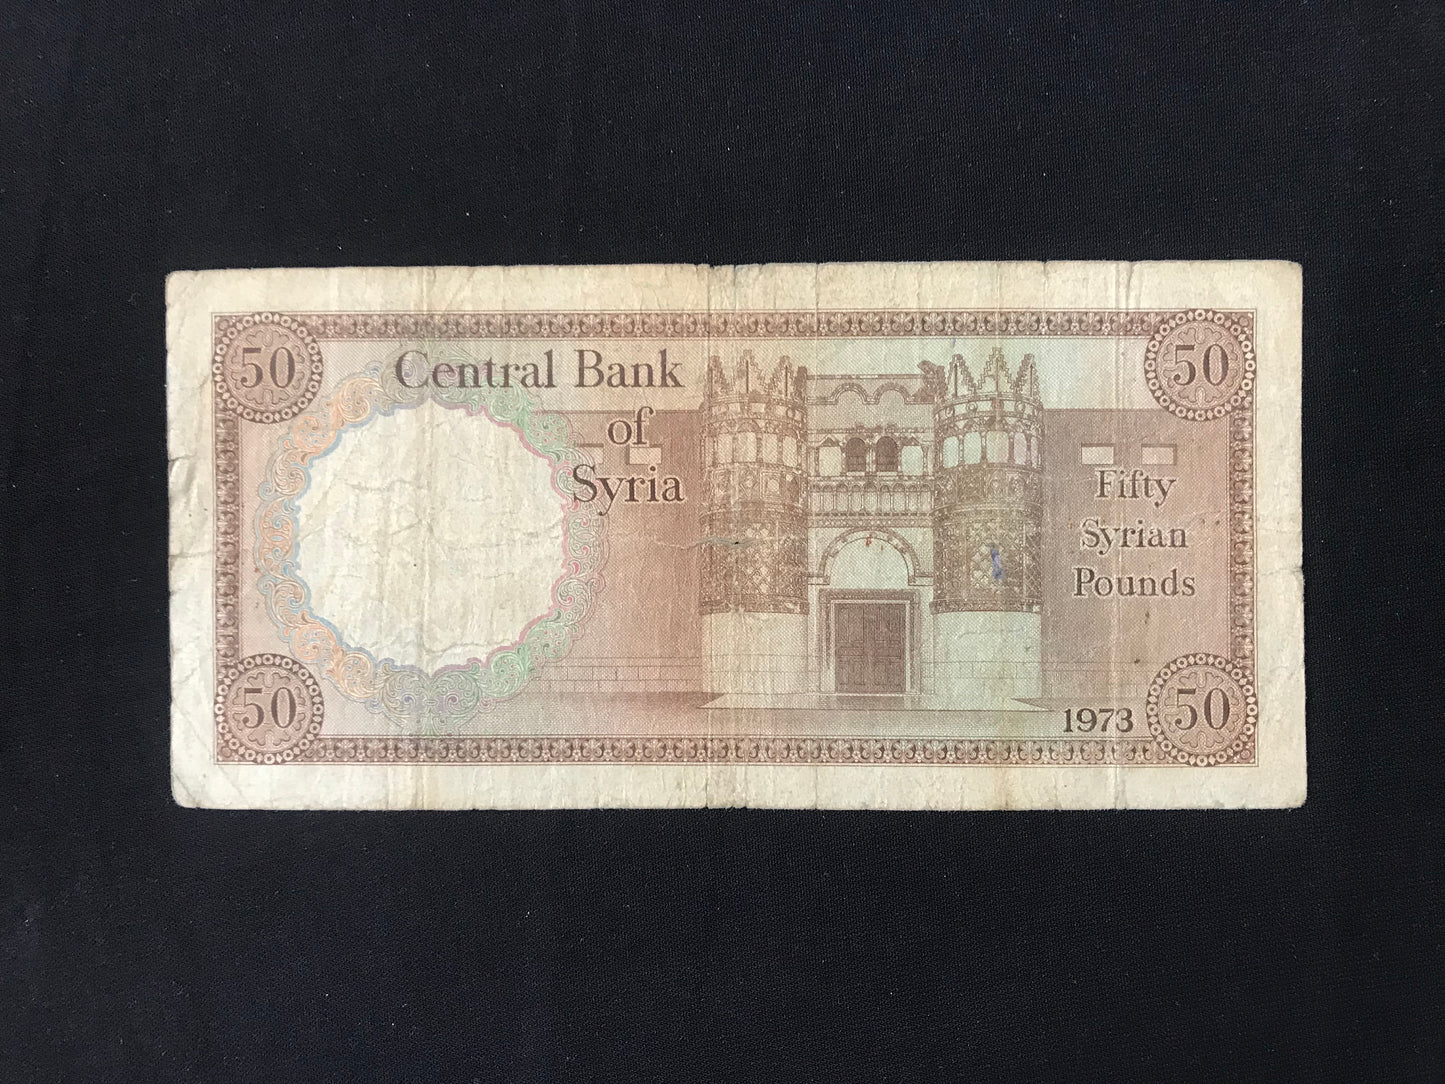 50
50
Central Bank
of
Syria
Fifty
Syrian
Pounds
50
1973
50